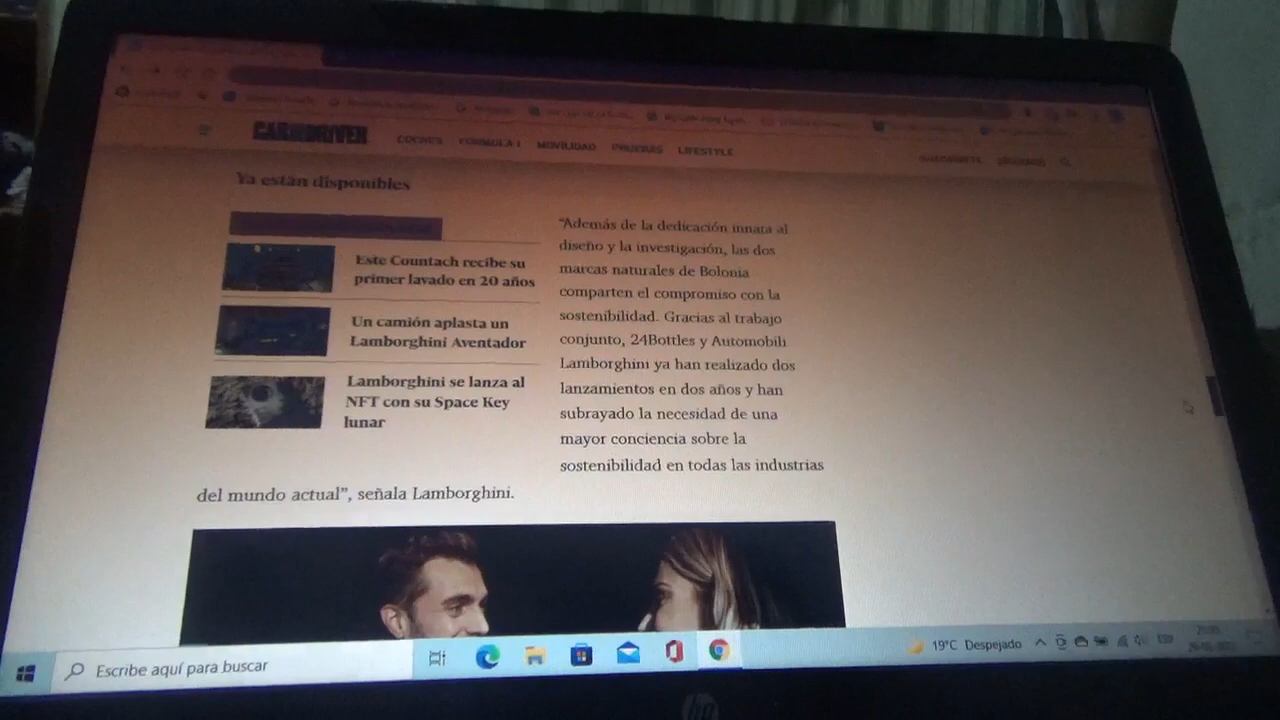 CAR AND DRIVER
COCHES FORMULA 1 MOVILIDAD PRUEBAS LIFESTYLE
Ya están disponibles
Este Countach recibe su
primer lavado en 20 años
Un camión aplasta un
Lamborghini Aventador
Lamborghini se lanza al
NFT con su Space Key
lunar
“Además de la dedicación innata al
diseño y la investigación, las dos
marcas naturales de Bolonia
comparten el compromiso con la
sostenibilidad. Gracias al trabajo
conjunto, 24Bottles y Automobili
Lamborghini ya han realizado dos
lanzamientos en dos años y han
subrayado la necesidad de una
mayor conciencia sobre la
sostenibilidad en todas las industrias
del mundo actual”, señala Lamborghini.
Escribe aquí para buscar
19°C Despejado
hp